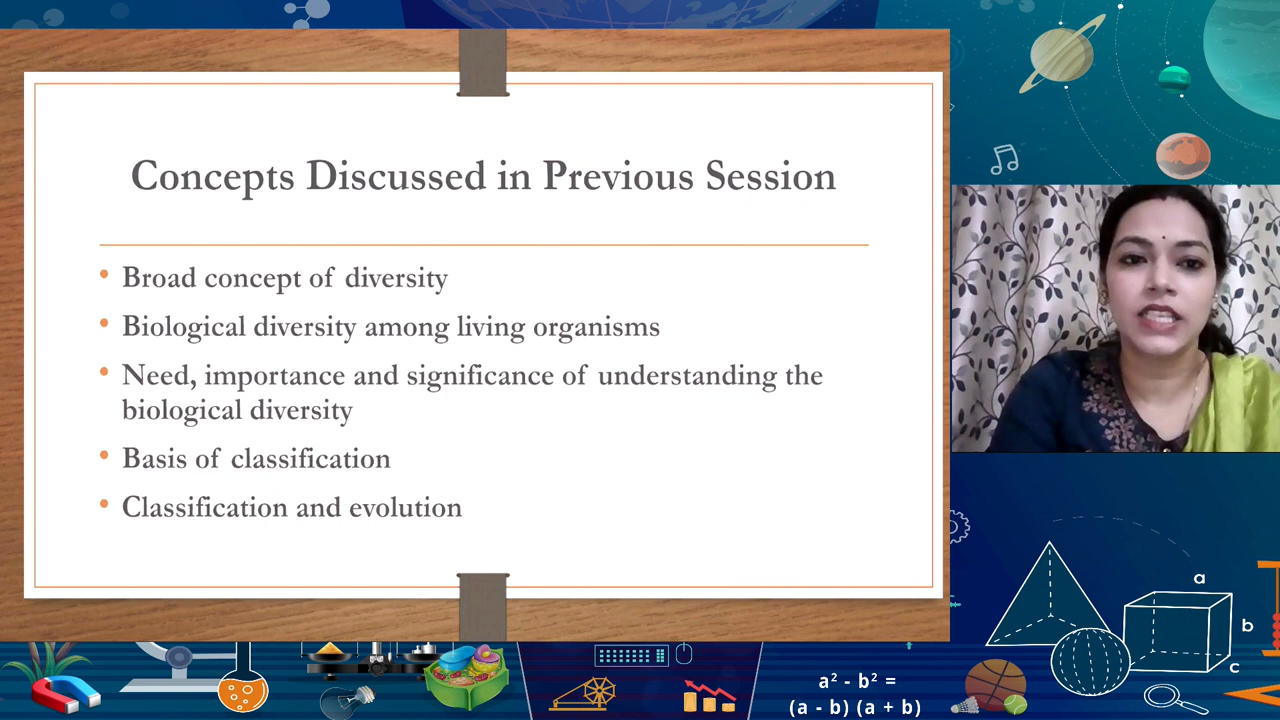 Concepts Discussed in Previous Session
• Broad concept of diversity
• Biological diversity among living organisms
• Need, importance and significance of understanding the
biological diversity
• Basis of classification
• Classification and evolution
a
b
c
a² - b² =
(a - b) (a + b)